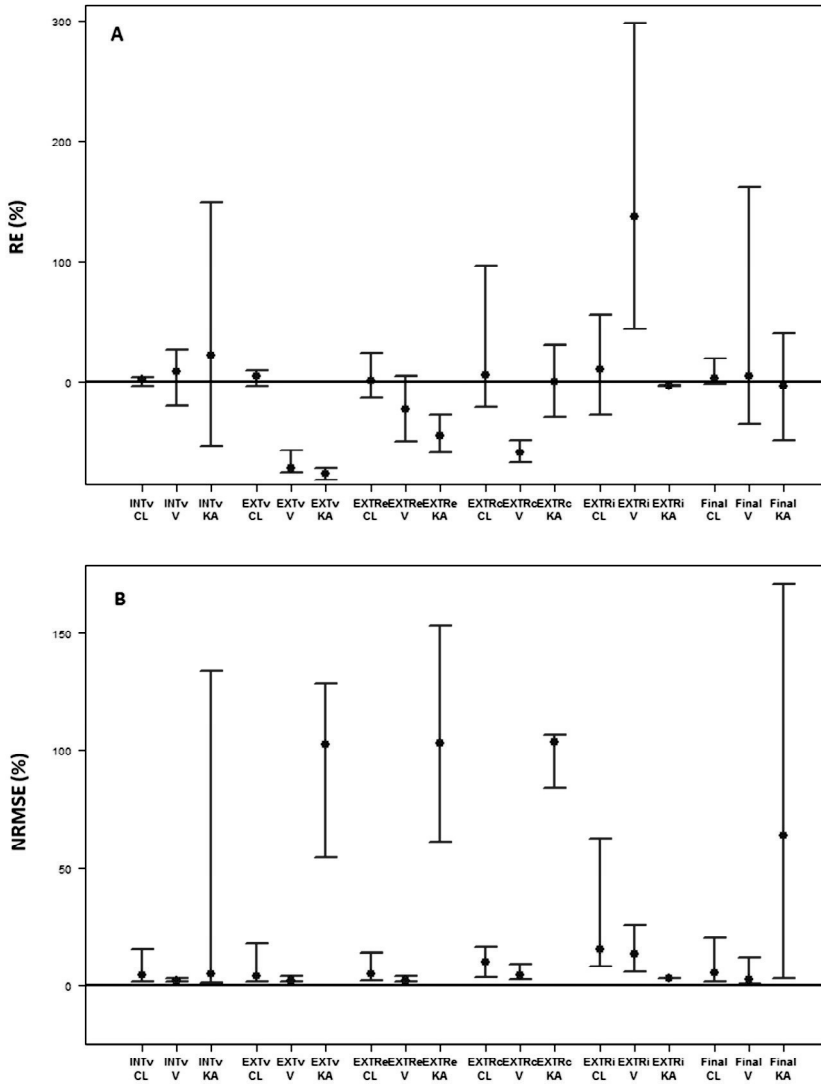 A
RE (%)
300
200
100
0
INTv INTv INTv EXTv EXTv EXTv EXTRe EXTRe EXTRe EXTRc EXTRc EXTRc EXTRi EXTRi EXTRi Final Final Final
CL V KA CL V KA CL V KA CL V KA CL V KA CL V KA
B
NRMSE (%)
150
100
50
0
INTv INTv INTv EXTv EXTv EXTv EXTRe EXTRe EXTRe EXTRc EXTRc EXTRc EXTRi EXTRi EXTRi Final Final Final
CL V KA CL V KA CL V KA CL V KA CL V KA CL V KA